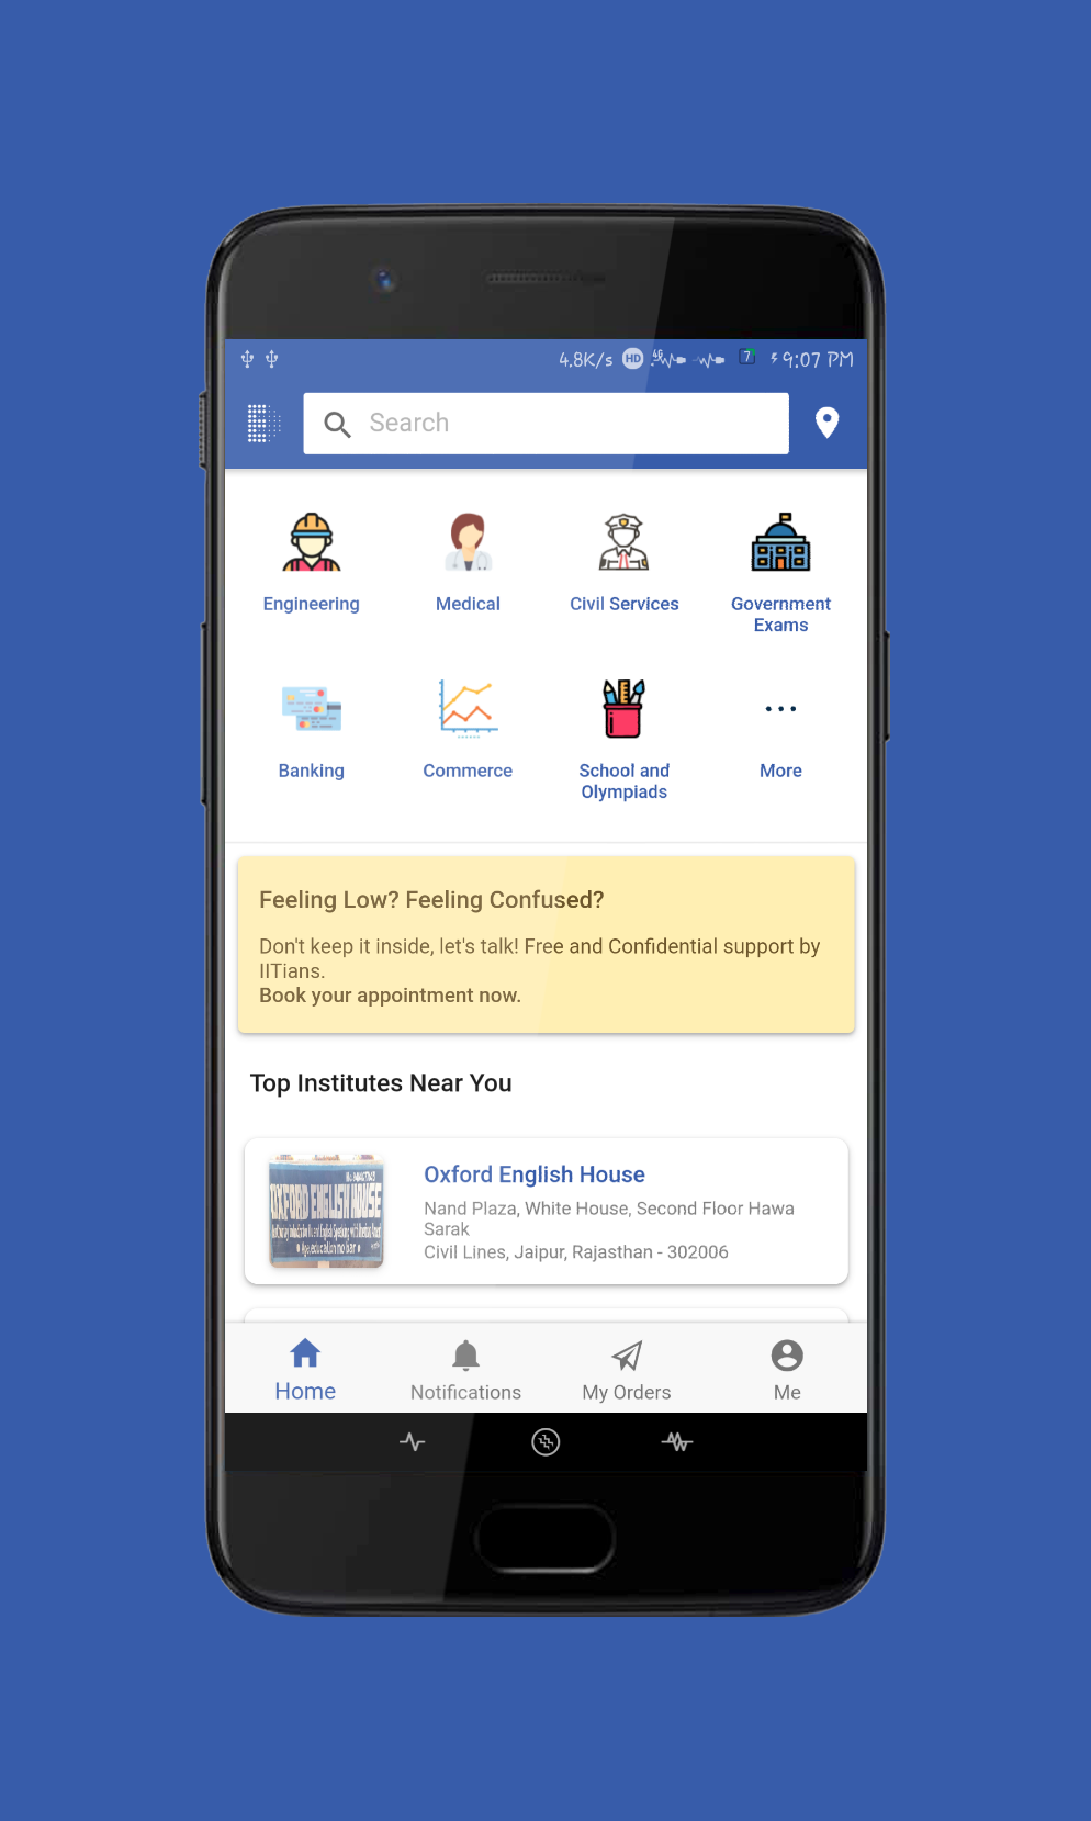 4.8K/s HD 4G 7 9:07 PM
Search
Engineering
Medical
Civil Services
Government
Exams
Banking
Commerce
School and
Olympiads
More
Feeling Low? Feeling Confused?
Don't keep it inside, let's talk! Free and Confidential support by
IITians.
Book your appointment now.
Top Institutes Near You
OXFORD ENGLISH HOUSE
Oxford English House
Nand Plaza, White House, Second Floor Hawa
Sarak
Civil Lines, Jaipur, Rajasthan - 302006
Home
Notifications
My Orders
Me